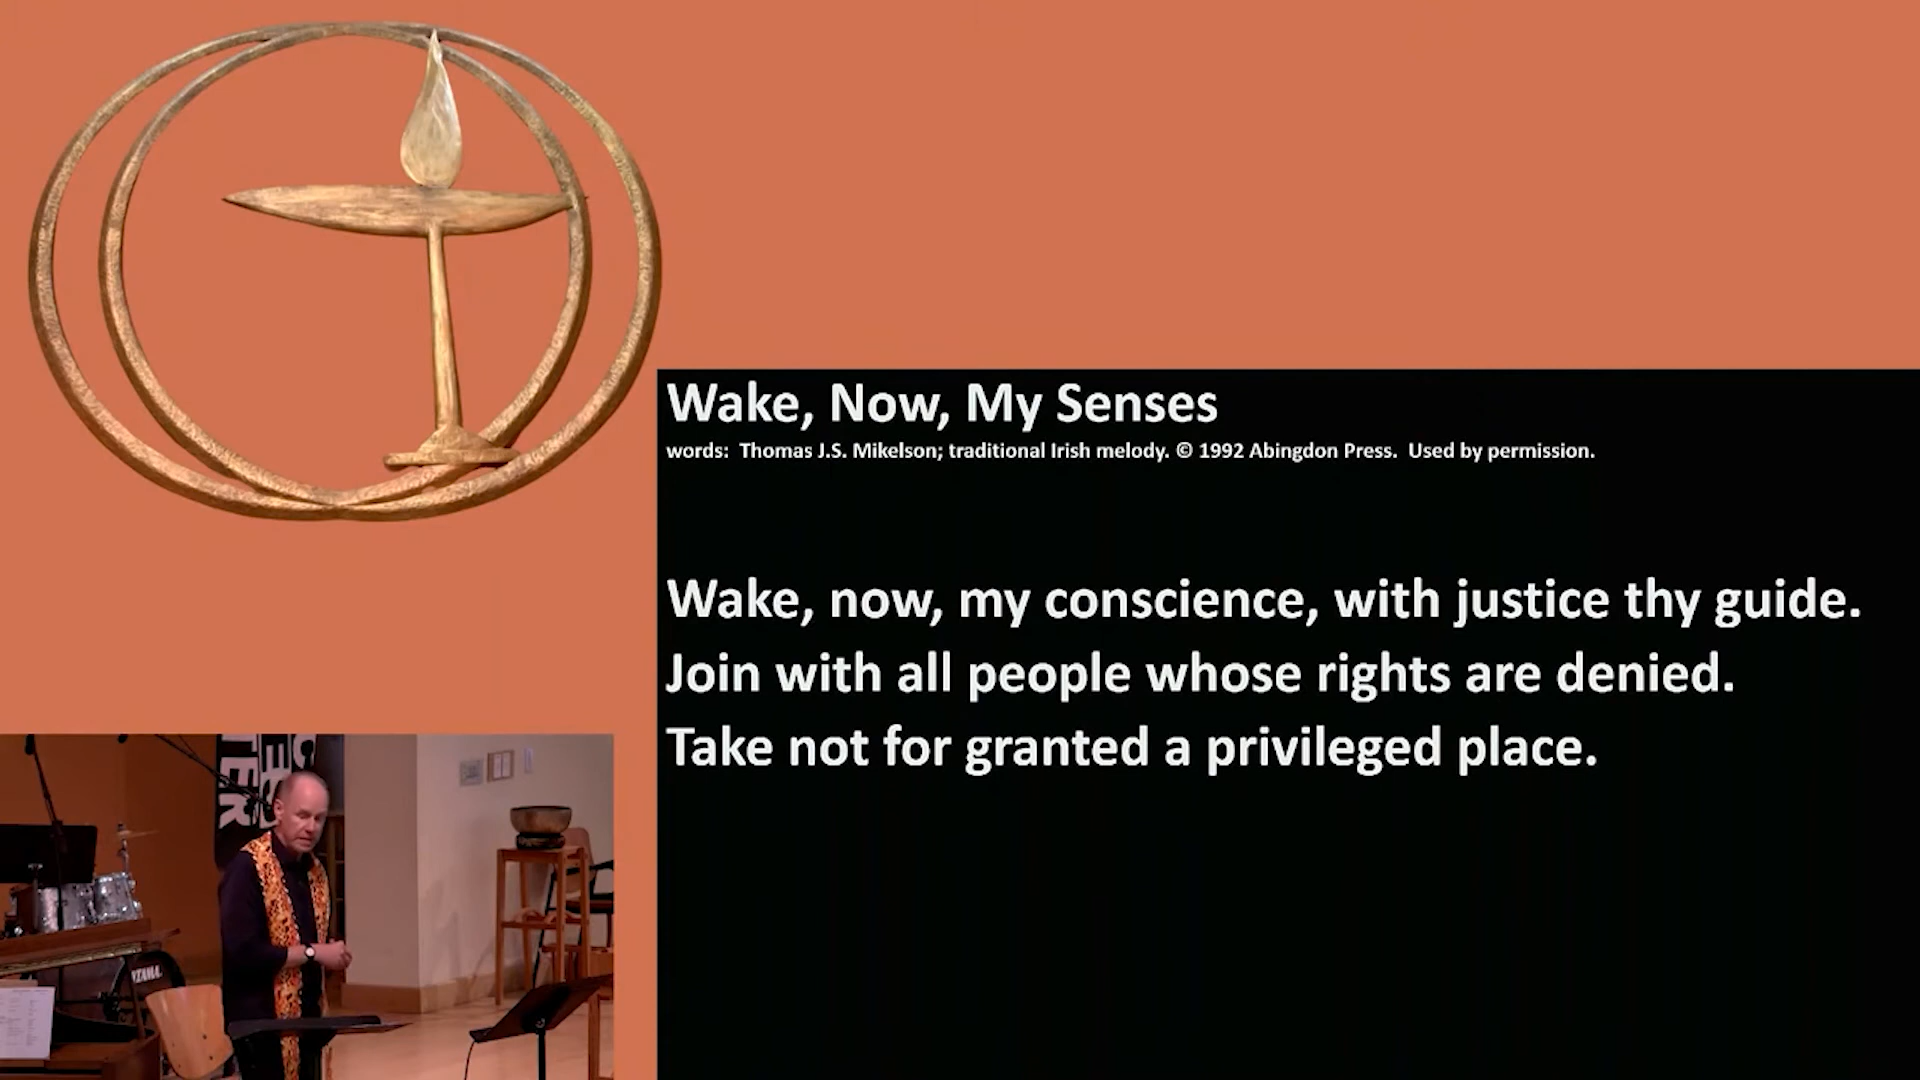 Wake, Now, My Senses
words: Thomas J.S. Mikelson; traditional Irish melody. © 1992 Abingdon Press. Used by permission.
Wake, now, my conscience, with justice thy guide.
Join with all people whose rights are denied.
Take not for granted a privileged place.
TAMA